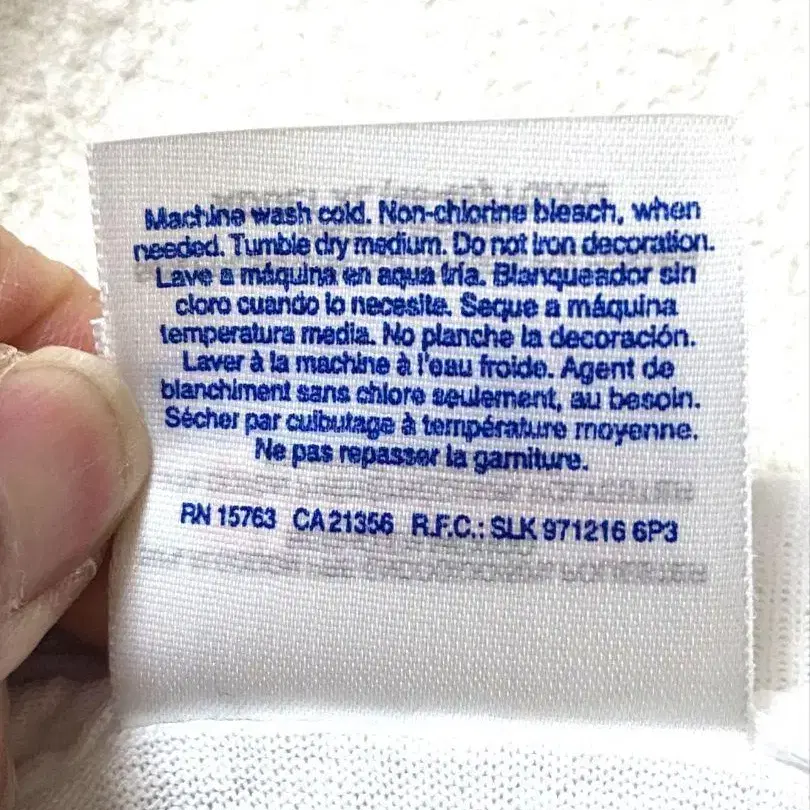 Machine wash cold. Non-chlorine bleach, when
needed. Tumble dry medium. Do not iron decoration.
Lave a máquina en agua fria. Blanqueador sin
cloro cuando lo necesite. Seque a máquina
temperatura media. No planche la decoración.
Laver à la machine à l'eau froide. Agent de
blanchiment sans chlore seulement, au besoin.
Sécher par culbutage à température moyenne.
Ne pas repasser la garniture.
RN 15763 CA 21356 R.F.C.: SLK 971216 6P3